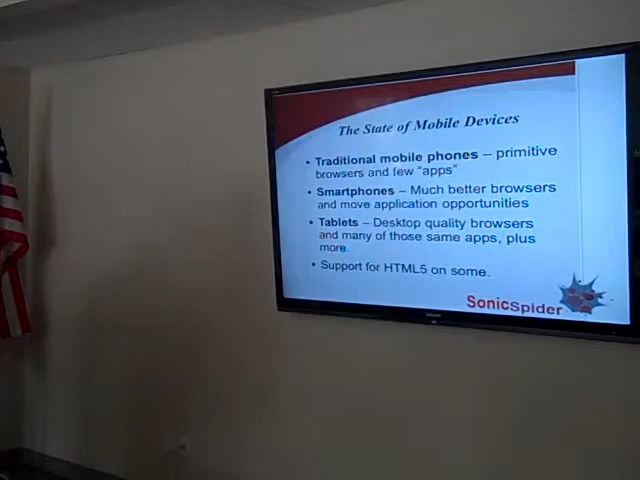 The State of Mobile Devices
• Traditional mobile phones – primitive
browsers and few "apps"
• Smartphones – Much better browsers
and move application opportunities
• Tablets – Desktop quality browsers
and many of those same apps, plus
more.
• Support for HTML5 on some.
SonicSpider